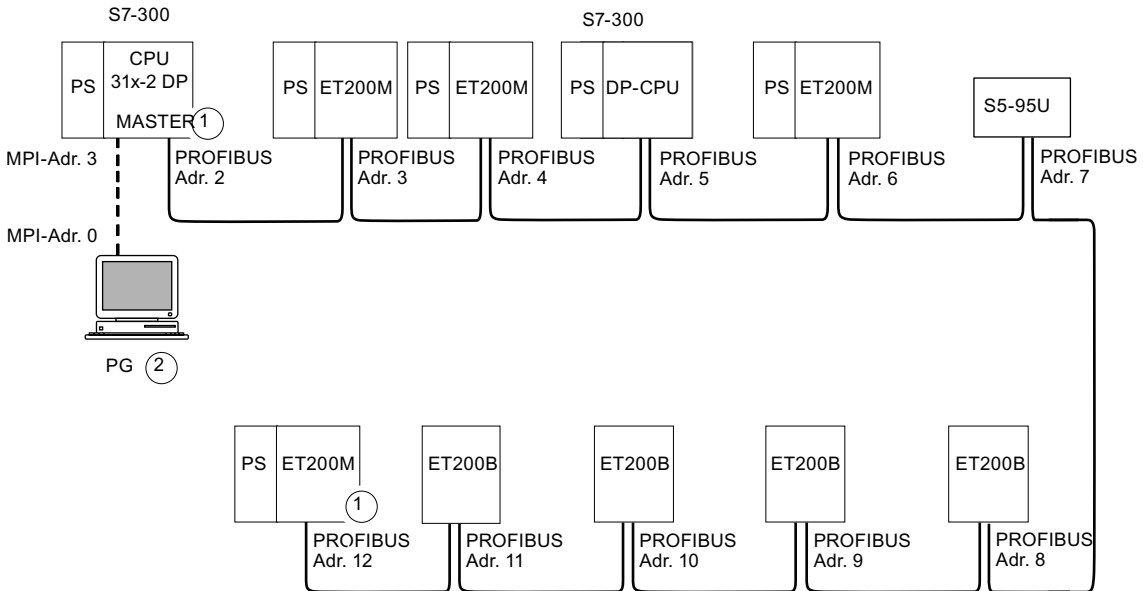 S7-300
S7-300
PS
CPU
31x-2 DP
MASTER
1
PS
ET200M
PS
ET200M
PS
DP-CPU
PS
ET200M
S5-95U
MPI-Adr. 3
PROFIBUS
Adr. 2
PROFIBUS
Adr. 3
PROFIBUS
Adr. 4
PROFIBUS
Adr. 5
PROFIBUS
Adr. 6
PROFIBUS
Adr. 7
MPI-Adr. 0
PG
2
PS
ET200M
1
ET200B
ET200B
ET200B
ET200B
PROFIBUS
Adr. 12
PROFIBUS
Adr. 11
PROFIBUS
Adr. 10
PROFIBUS
Adr. 9
PROFIBUS
Adr. 8